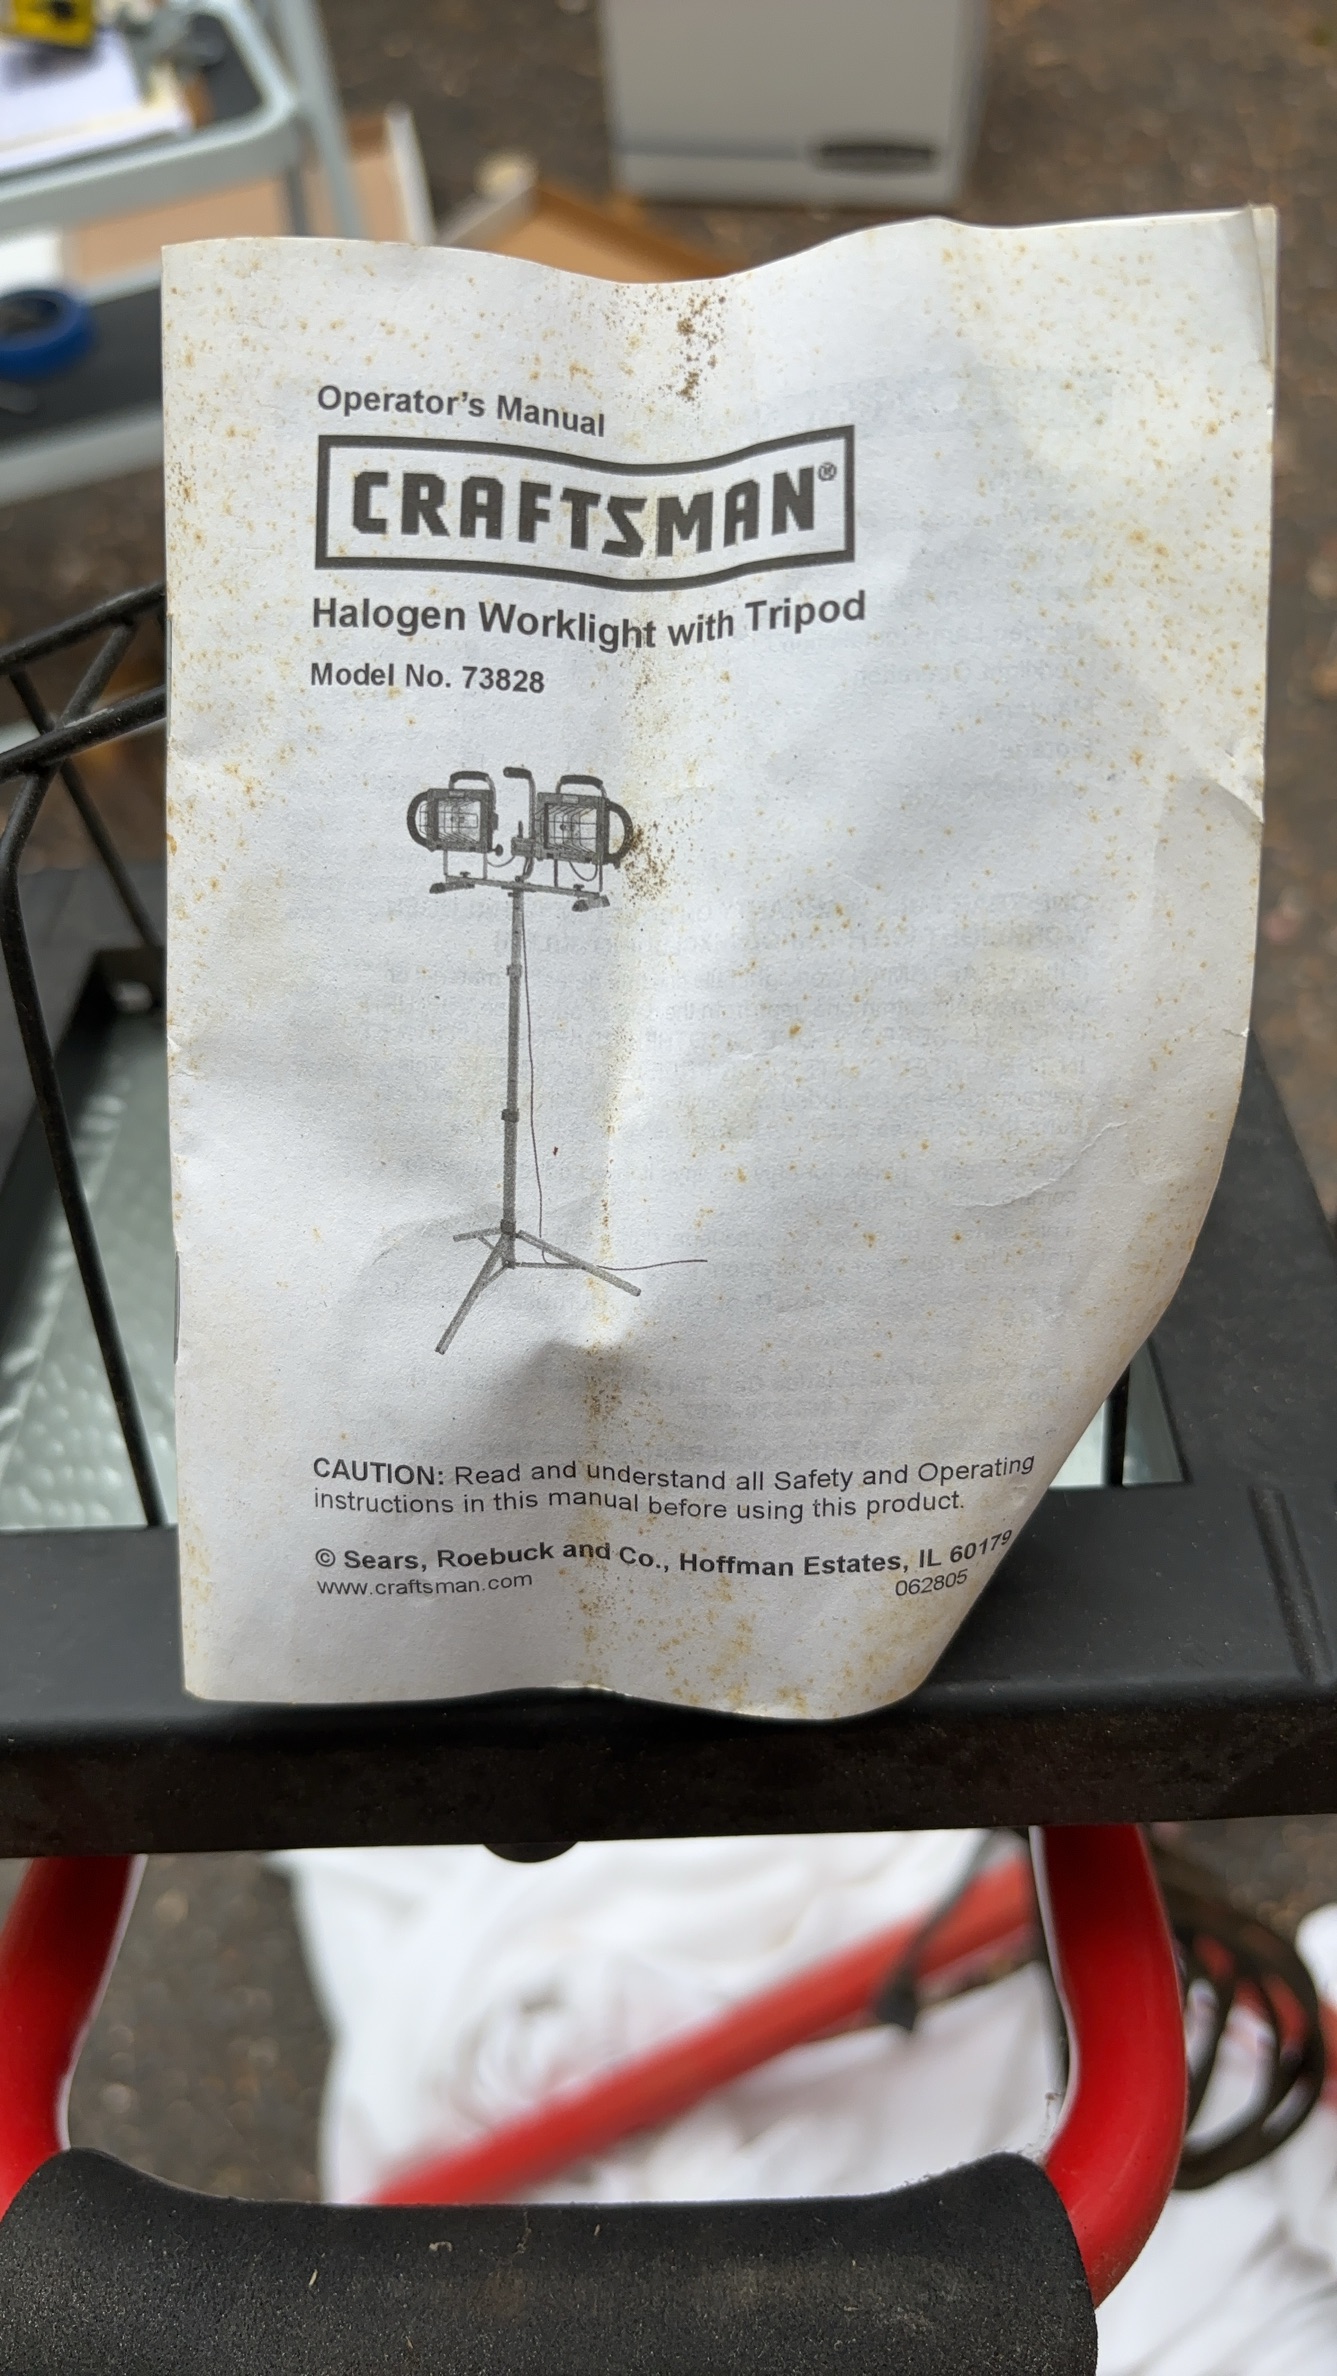 Operator's Manual
CRAFTSMAN®
Halogen Worklight with Tripod
Model No. 73828
CAUTION: Read and understand all Safety and Operating
instructions in this manual before using this product.
© Sears, Roebuck and Co., Hoffman Estates, IL 60179
www.craftsman.com 062805